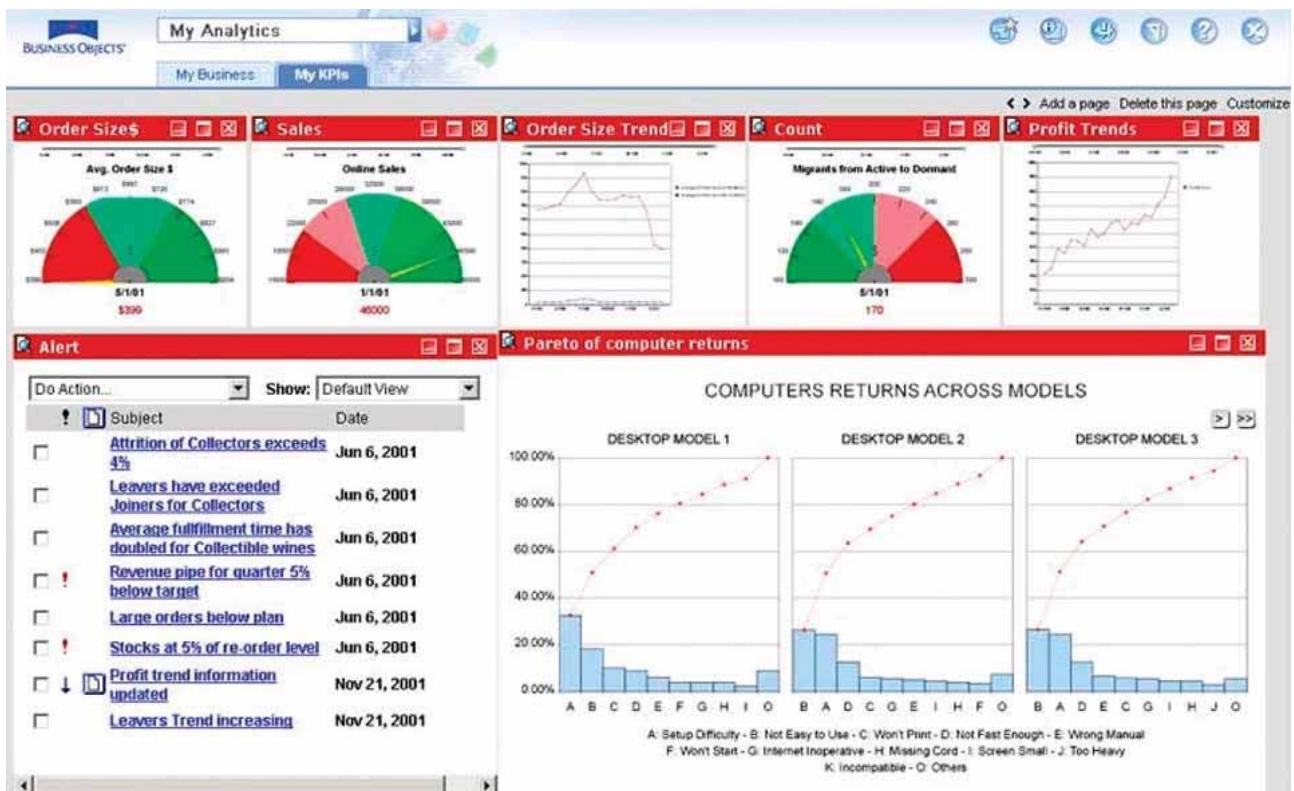 BUSINESS OBJECTS
My Analytics
My Business
My KPIs
Add a page Delete this page Customize
Order Size$
Sales
Order Size Trend
Count
Profit Trends
Avg. Order Size $
5/1/01
$399
Online Sales
1/1/01
46000
Migrants from Active to Dormant
5/1/01
170
Alert
Do Action...
Show: Default View
! Subject Date
Attrition of Collectors exceeds
4%
Jun 6, 2001
Leavers have exceeded
Joiners for Collectors
Jun 6, 2001
Average fullfillment time has
doubled for Collectible wines
Jun 6, 2001
! Revenue pipe for quarter 5%
below target
Jun 6, 2001
Large orders below plan Jun 6, 2001
! Stocks at 5% of re-order level Jun 6, 2001
Profit trend information
updated
Nov 21, 2001
Leavers Trend increasing Nov 21, 2001
Pareto of computer returns
COMPUTERS RETURNS ACROSS MODELS
> >>
DESKTOP MODEL 1 DESKTOP MODEL 2 DESKTOP MODEL 3
100.00%
80.00%
60.00%
40.00%
20.00%
0.00%
A B C D E F G H I O
B A D C G E I H F O
B A D E C G I H J O
A: Setup Difficulty - B: Not Easy to Use - C: Won't Print - D: Not Fast Enough - E: Wrong Manual
F: Won't Start - G: Internet Inoperative - H: Missing Cord - I: Screen Small - J: Too Heavy
K: Incompatible - O: Others